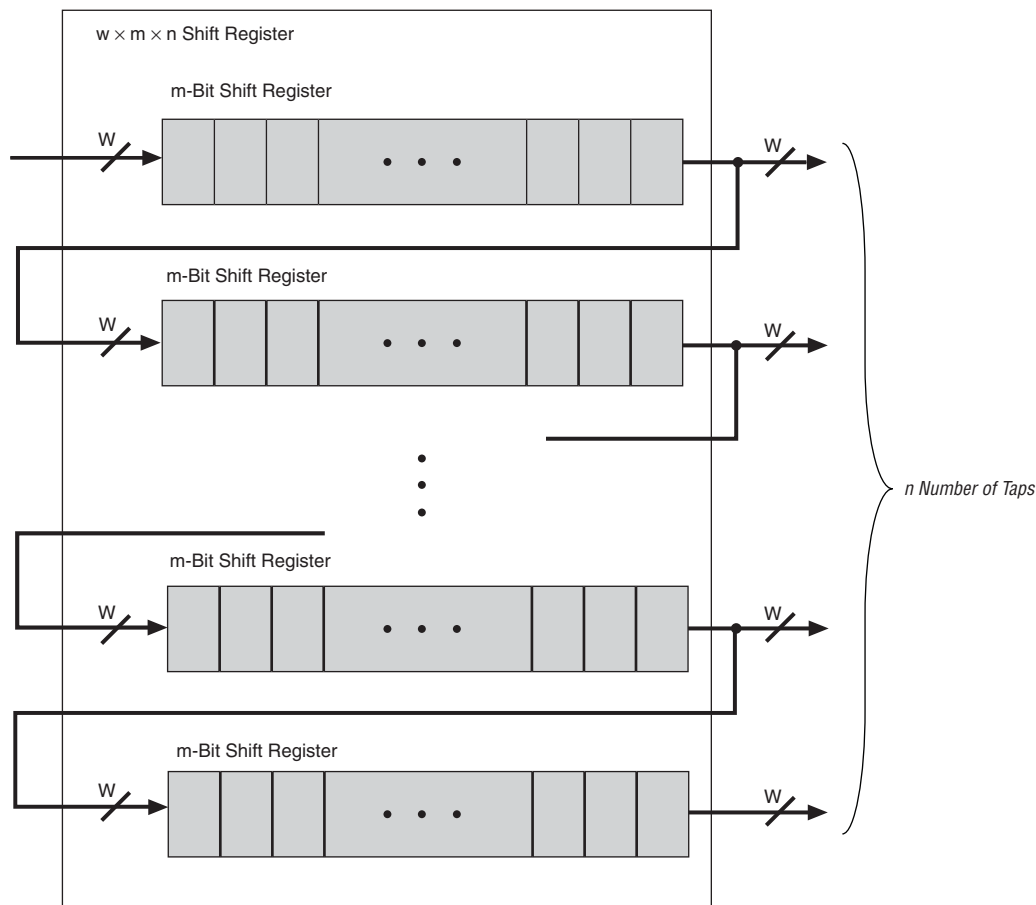 w × m × n Shift Register
m-Bit Shift Register
W
W
m-Bit Shift Register
W
W
n Number of Taps
m-Bit Shift Register
W
W
m-Bit Shift Register
W
W